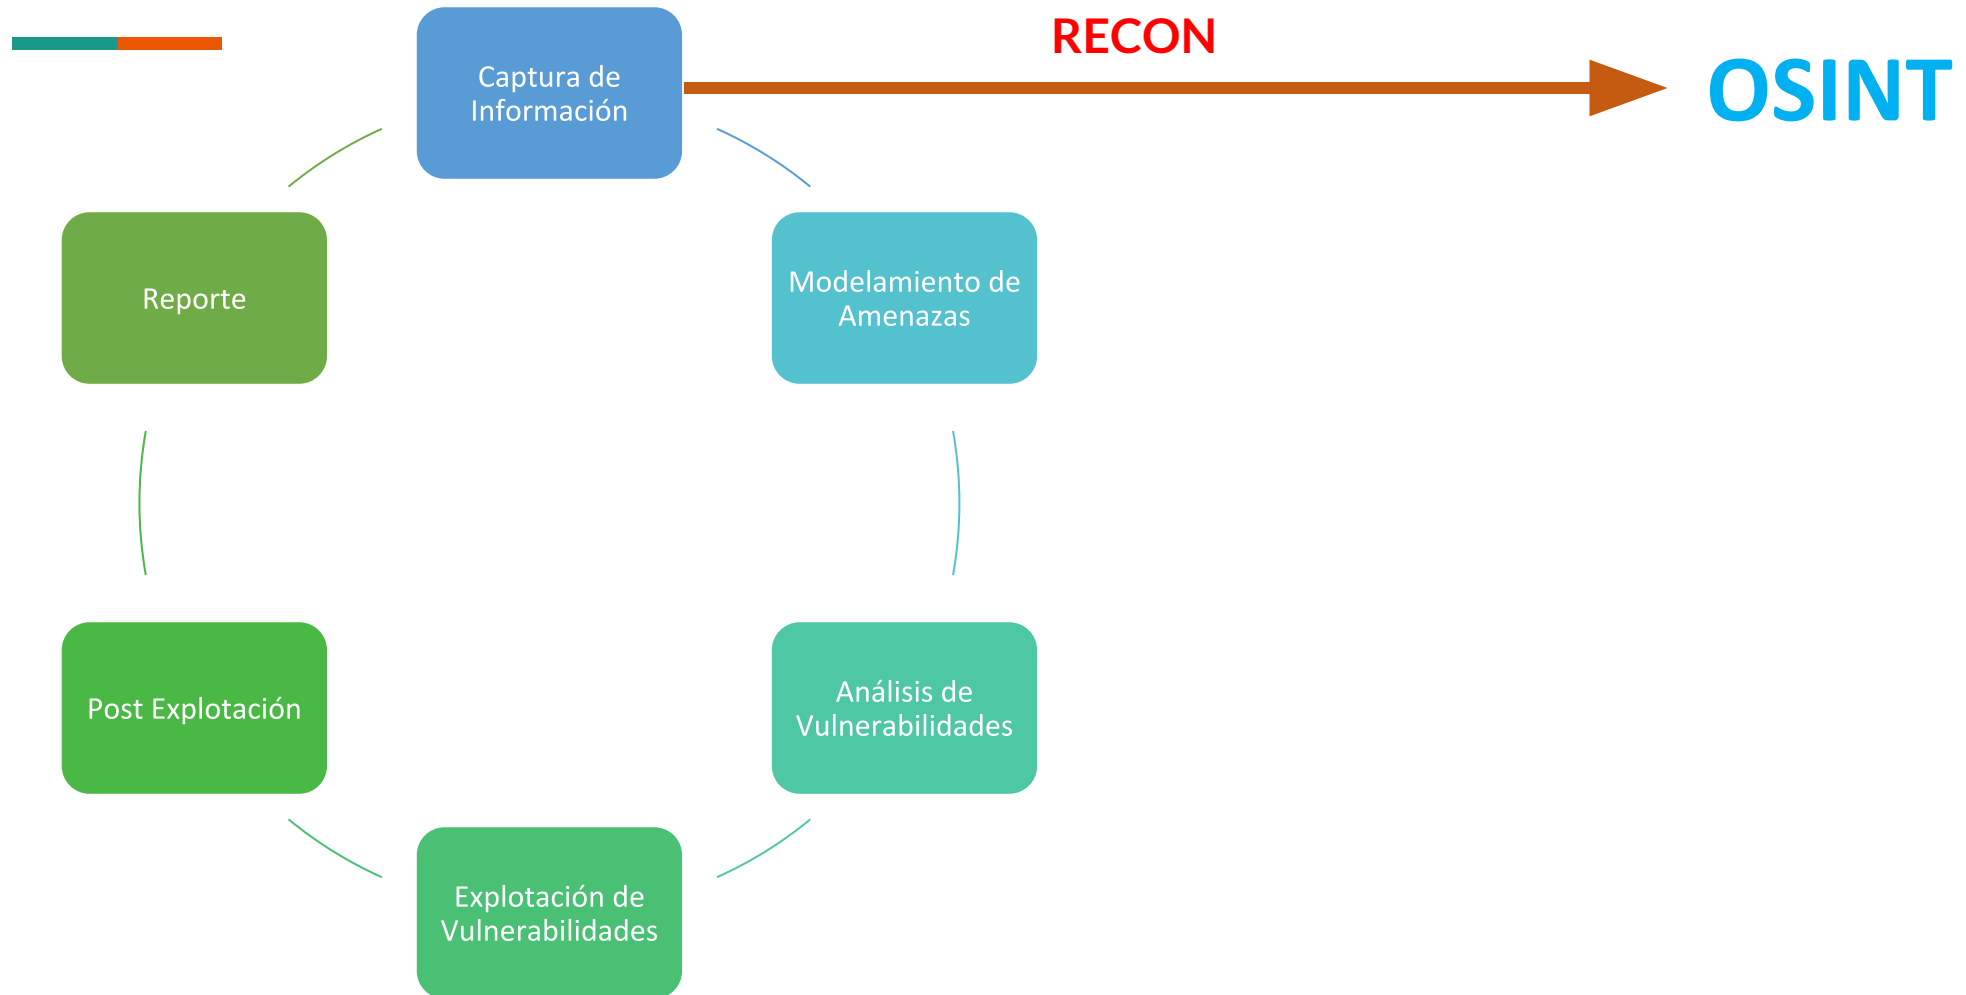 RECON
OSINT
Captura de
Información
Modelamiento de
Amenazas
Análisis de
Vulnerabilidades
Explotación de
Vulnerabilidades
Post Explotación
Reporte